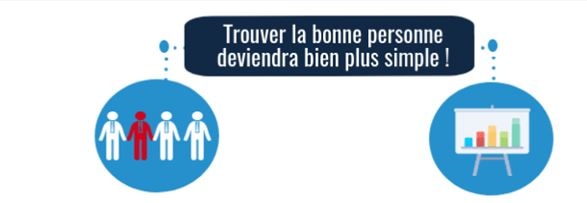 Trouver la bonne personne
deviendra bien plus simple !